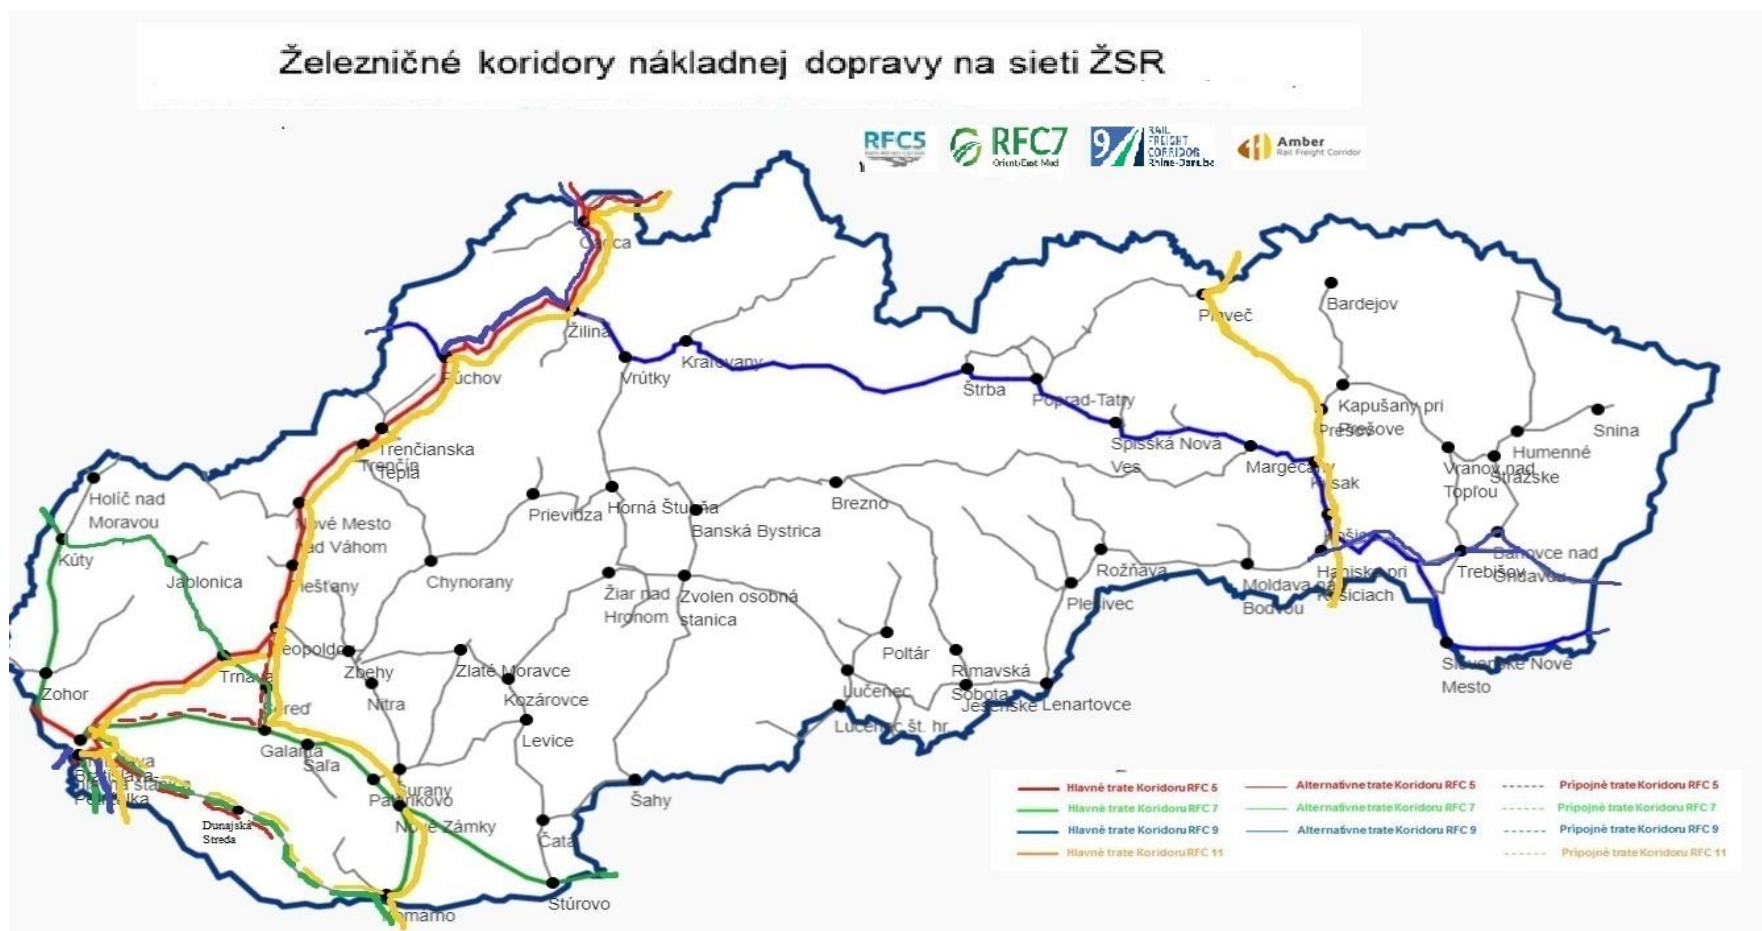 Železničné koridory nákladnej dopravy na sieti ŽSR
RFC5
RFC7
Orient/East-Med
9
RAIL
FREIGHT
CORRIDOR
Rhine-Danube
Amber
Rail Freight Corridor
Čadca
Žilina
Púchov
Vrútky
Kraľovany
Štrba
Poprad-Tatry
Spišská Nová
Ves
Margecany
Plaveč
Bardejov
Kapušany pri
Prešove
Prešov
Kysak
Vranov nad
Topľou
Strážske
Humenné
Snina
Trenčianska
Teplá
Trenčín
Holíč nad
Moravou
Nové Mesto
nad Váhom
Prievidza
Horná Štubňa
Banská Bystrica
Brezno
Košice
Haniska pri
Košiciach
Trebišov
Bánovce nad
Ondavou
Kúty
Jablonica
Piešťany
Chynorany
Žiar nad
Hronom
Zvolen osobná
stanica
Rožňava
Plešivec
Moldava nad
Bodvou
Slovenské Nové
Mesto
Leopoldov
Zbehy
Zlaté Moravce
Kozárovce
Poltár
Rimavská
Sobota
Jesenské
Lenartovce
Zohor
Trnava
Nitra
Lučenec
Lučenec št. hr.
Sereď
Galanta
Šaľa
Levice
Šurany
Palárikovo
Nové Zámky
Šahy
Čata
Bratislava-
Petržalka
Dunajská
Streda
Komárno
Štúrovo
Hlavné trate Koridoru RFC 5
Alternatívne trate Koridoru RFC 5
Prípojné trate Koridoru RFC 5
Hlavné trate Koridoru RFC 7
Alternatívne trate Koridoru RFC 7
Prípojné trate Koridoru RFC 7
Hlavné trate Koridoru RFC 9
Alternatívne trate Koridoru RFC 9
Prípojné trate Koridoru RFC 9
Hlavné trate Koridoru RFC 11
Prípojné trate Koridoru RFC 11